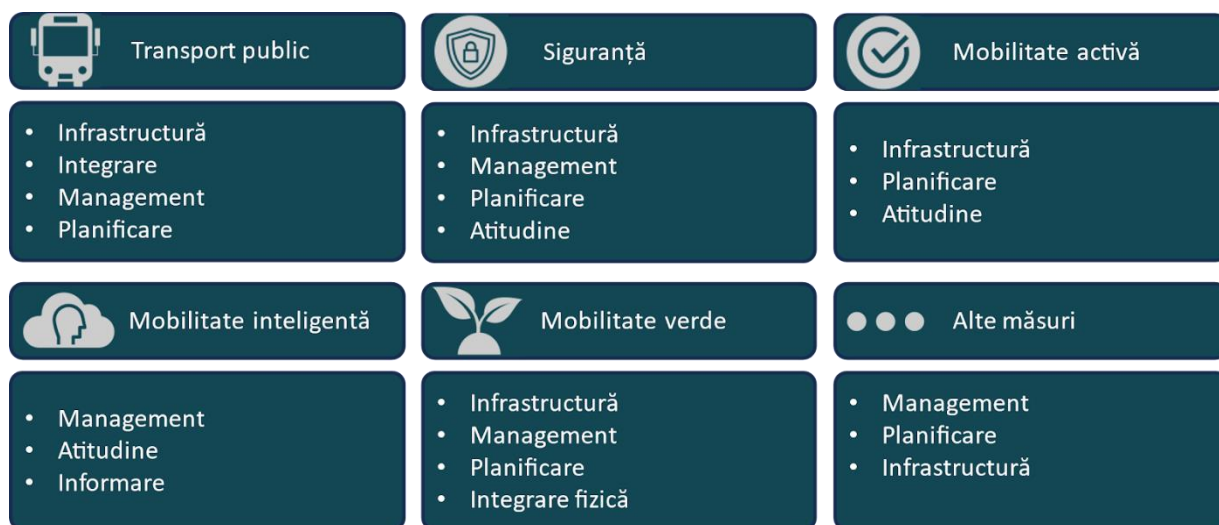 Transport public
• Infrastructură
• Integrare
• Management
• Planificare
Siguranță
• Infrastructură
• Management
• Planificare
• Atitudine
Mobilitate activă
• Infrastructură
• Planificare
• Atitudine
Mobilitate inteligentă
• Management
• Atitudine
• Informare
Mobilitate verde
• Infrastructură
• Management
• Planificare
• Integrare fizică
Alte măsuri
• Management
• Planificare
• Infrastructură